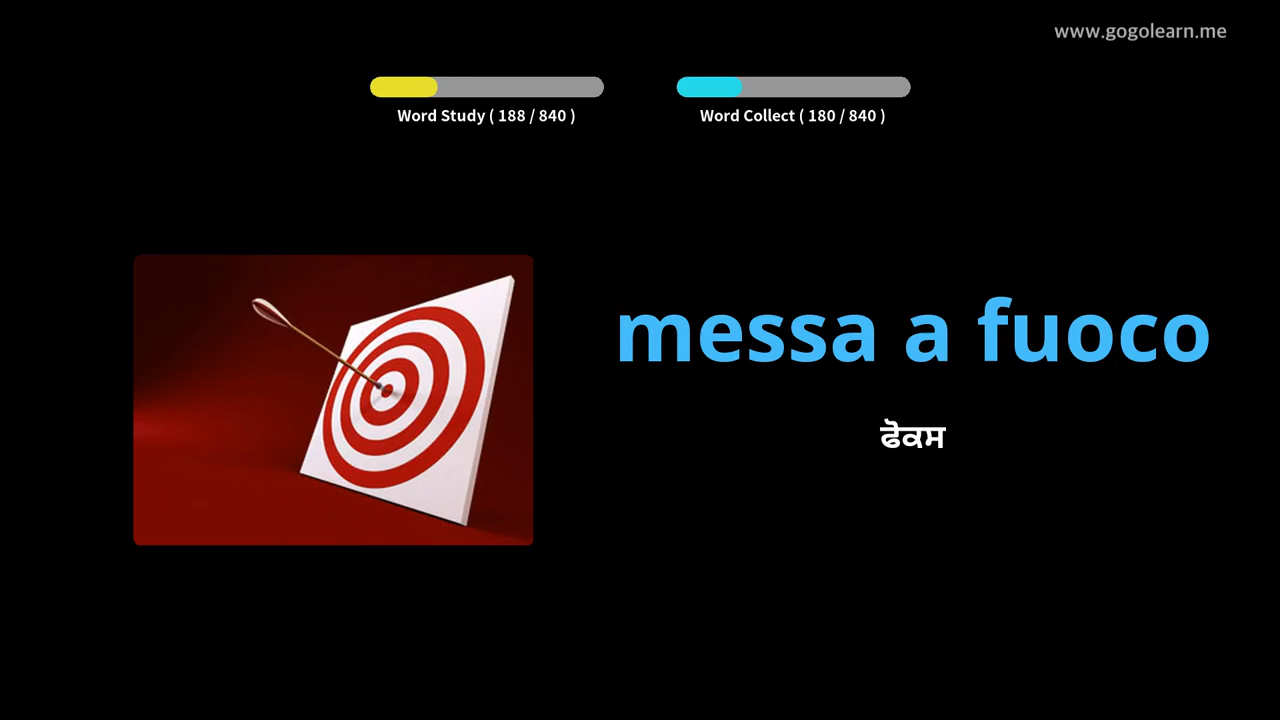 www.gogolearn.me
Word Study ( 188 / 840 )
Word Collect ( 180 / 840 )
messa a fuoco
ਫੋਕਸ